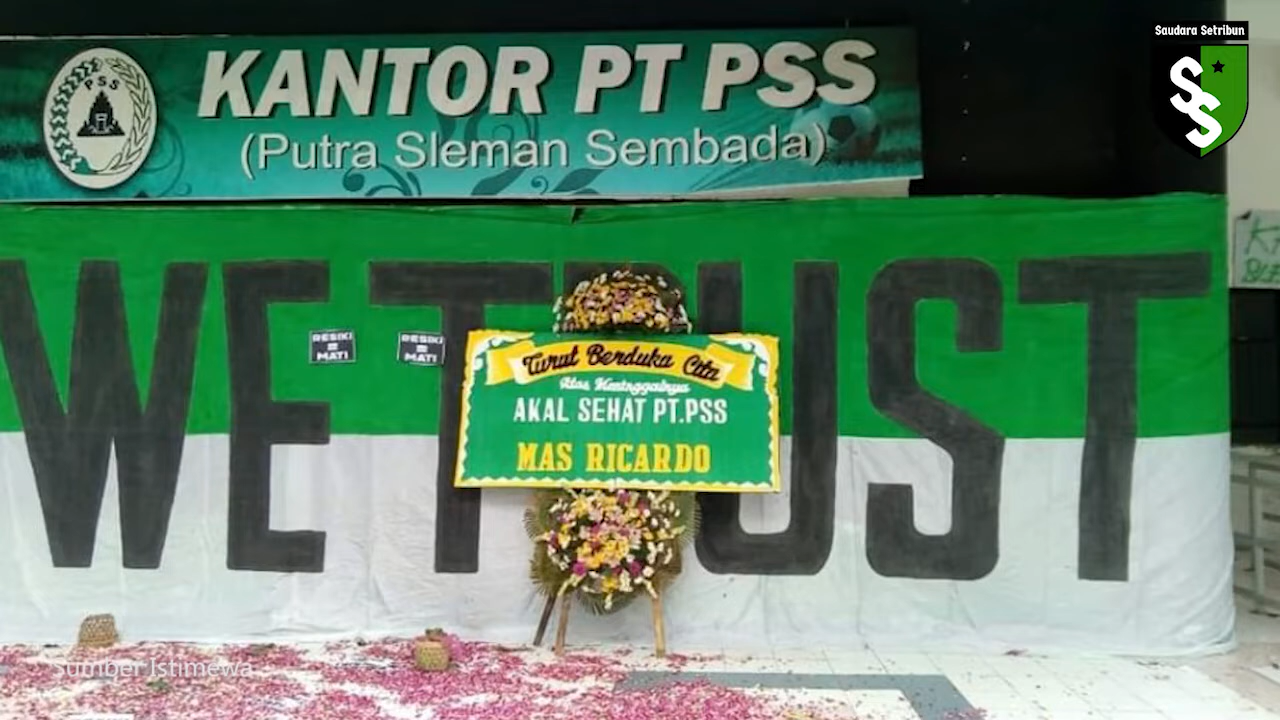 Saudara Setribun
SS
PSS
KANTOR PT PSS
(Putra Sleman Sembada)
WE TRUST
RESIKI
=
MATI
RESIKI
=
MATI
Turut Berduka Cita
Atas Meninggalnya
AKAL SEHAT PT.PSS
MAS RICARDO
Sumber Istimewa